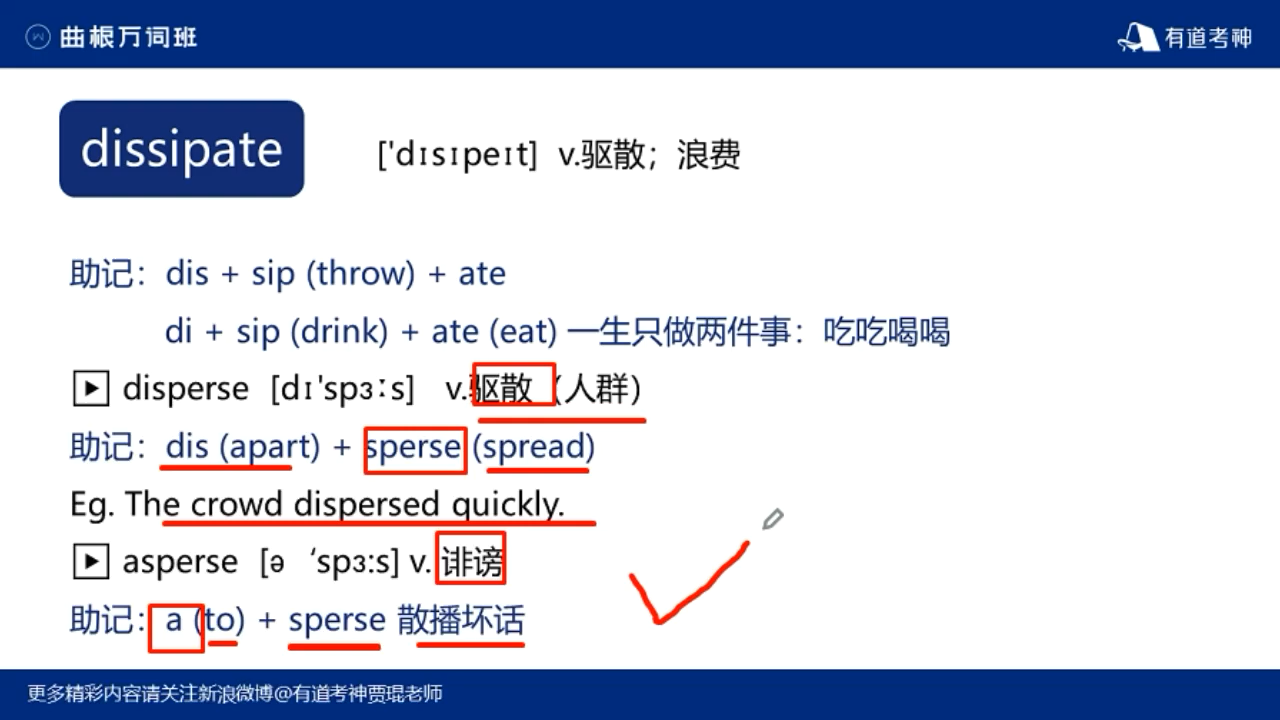 曲根万词班
有道考神
dissipate
['dɪsɪpeɪt] v.驱散；浪费
助记：dis + sip (throw) + ate
di + sip (drink) + ate (eat) 一生只做两件事：吃吃喝喝
disperse [dɪ'spɜːs] v.驱散（人群）
助记：dis (apart) + sperse (spread)
Eg. The crowd dispersed quickly.
asperse [ə ‘spɜ:s] v. 诽谤
助记：a (to) + sperse 散播坏话
更多精彩内容请关注新浪微博@有道考神贾琨老师